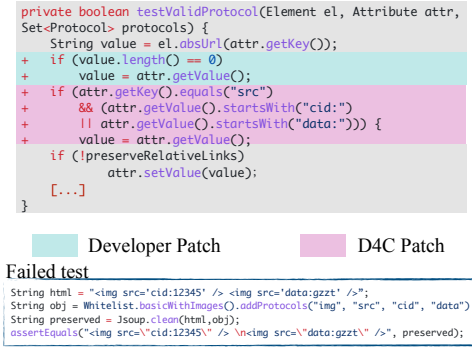 private boolean testValidProtocol(Element el, Attribute attr,
Set<Protocol> protocols) {
    String value = el.absUrl(attr.getKey());
+   if (value.length() == 0)
+       value = attr.getValue();
+   if (attr.getKey().equals("src")
+       && (attr.getValue().startsWith("cid:")
+       || attr.getValue().startsWith("data:"))) {
+       value = attr.getValue();
    if (!preserveRelativeLinks)
            attr.setValue(value);
    [...]
}
Developer Patch D4C Patch
Failed test
String html = "<img src='cid:12345' /> <img src='data:gzzt' />”;
String obj = Whitelist.basicWithImages().addProtocols("img", "src", "cid", "data")
String preserved = Jsoup.clean(html,obj);
assertEquals("<img src=\"cid:12345\" /> \n<img src=\"data:gzzt\" />", preserved);